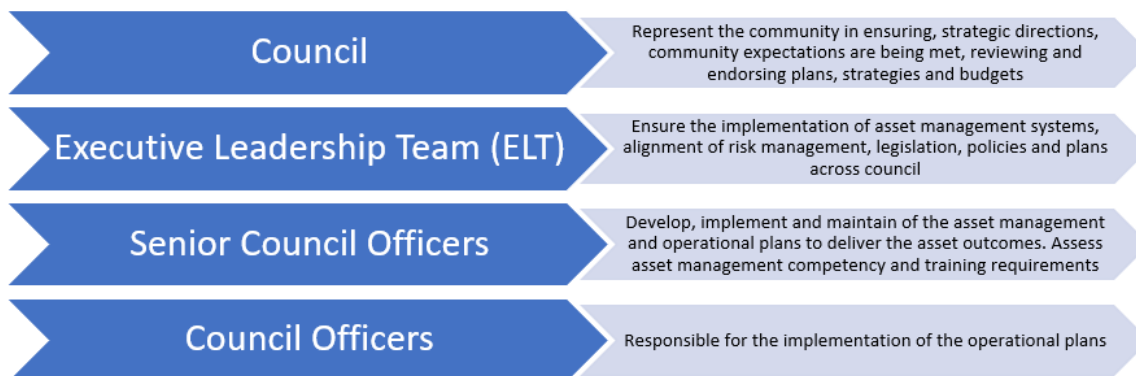 Council
Represent the community in ensuring, strategic directions,
community expectations are being met, reviewing and
endorsing plans, strategies and budgets
Executive Leadership Team (ELT)
Ensure the implementation of asset management systems,
alignment of risk management, legislation, policies and plans
across council
Senior Council Officers
Develop, implement and maintain of the asset management
and operational plans to deliver the asset outcomes. Assess
asset management competency and training requirements
Council Officers
Responsible for the implementation of the operational plans